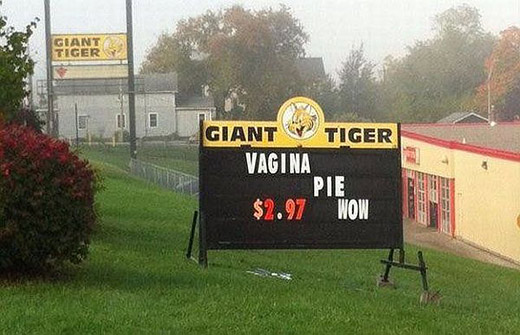 GIANT
TIGER
GIANT TIGER
VAGINA
PIE
$2.97 WOW